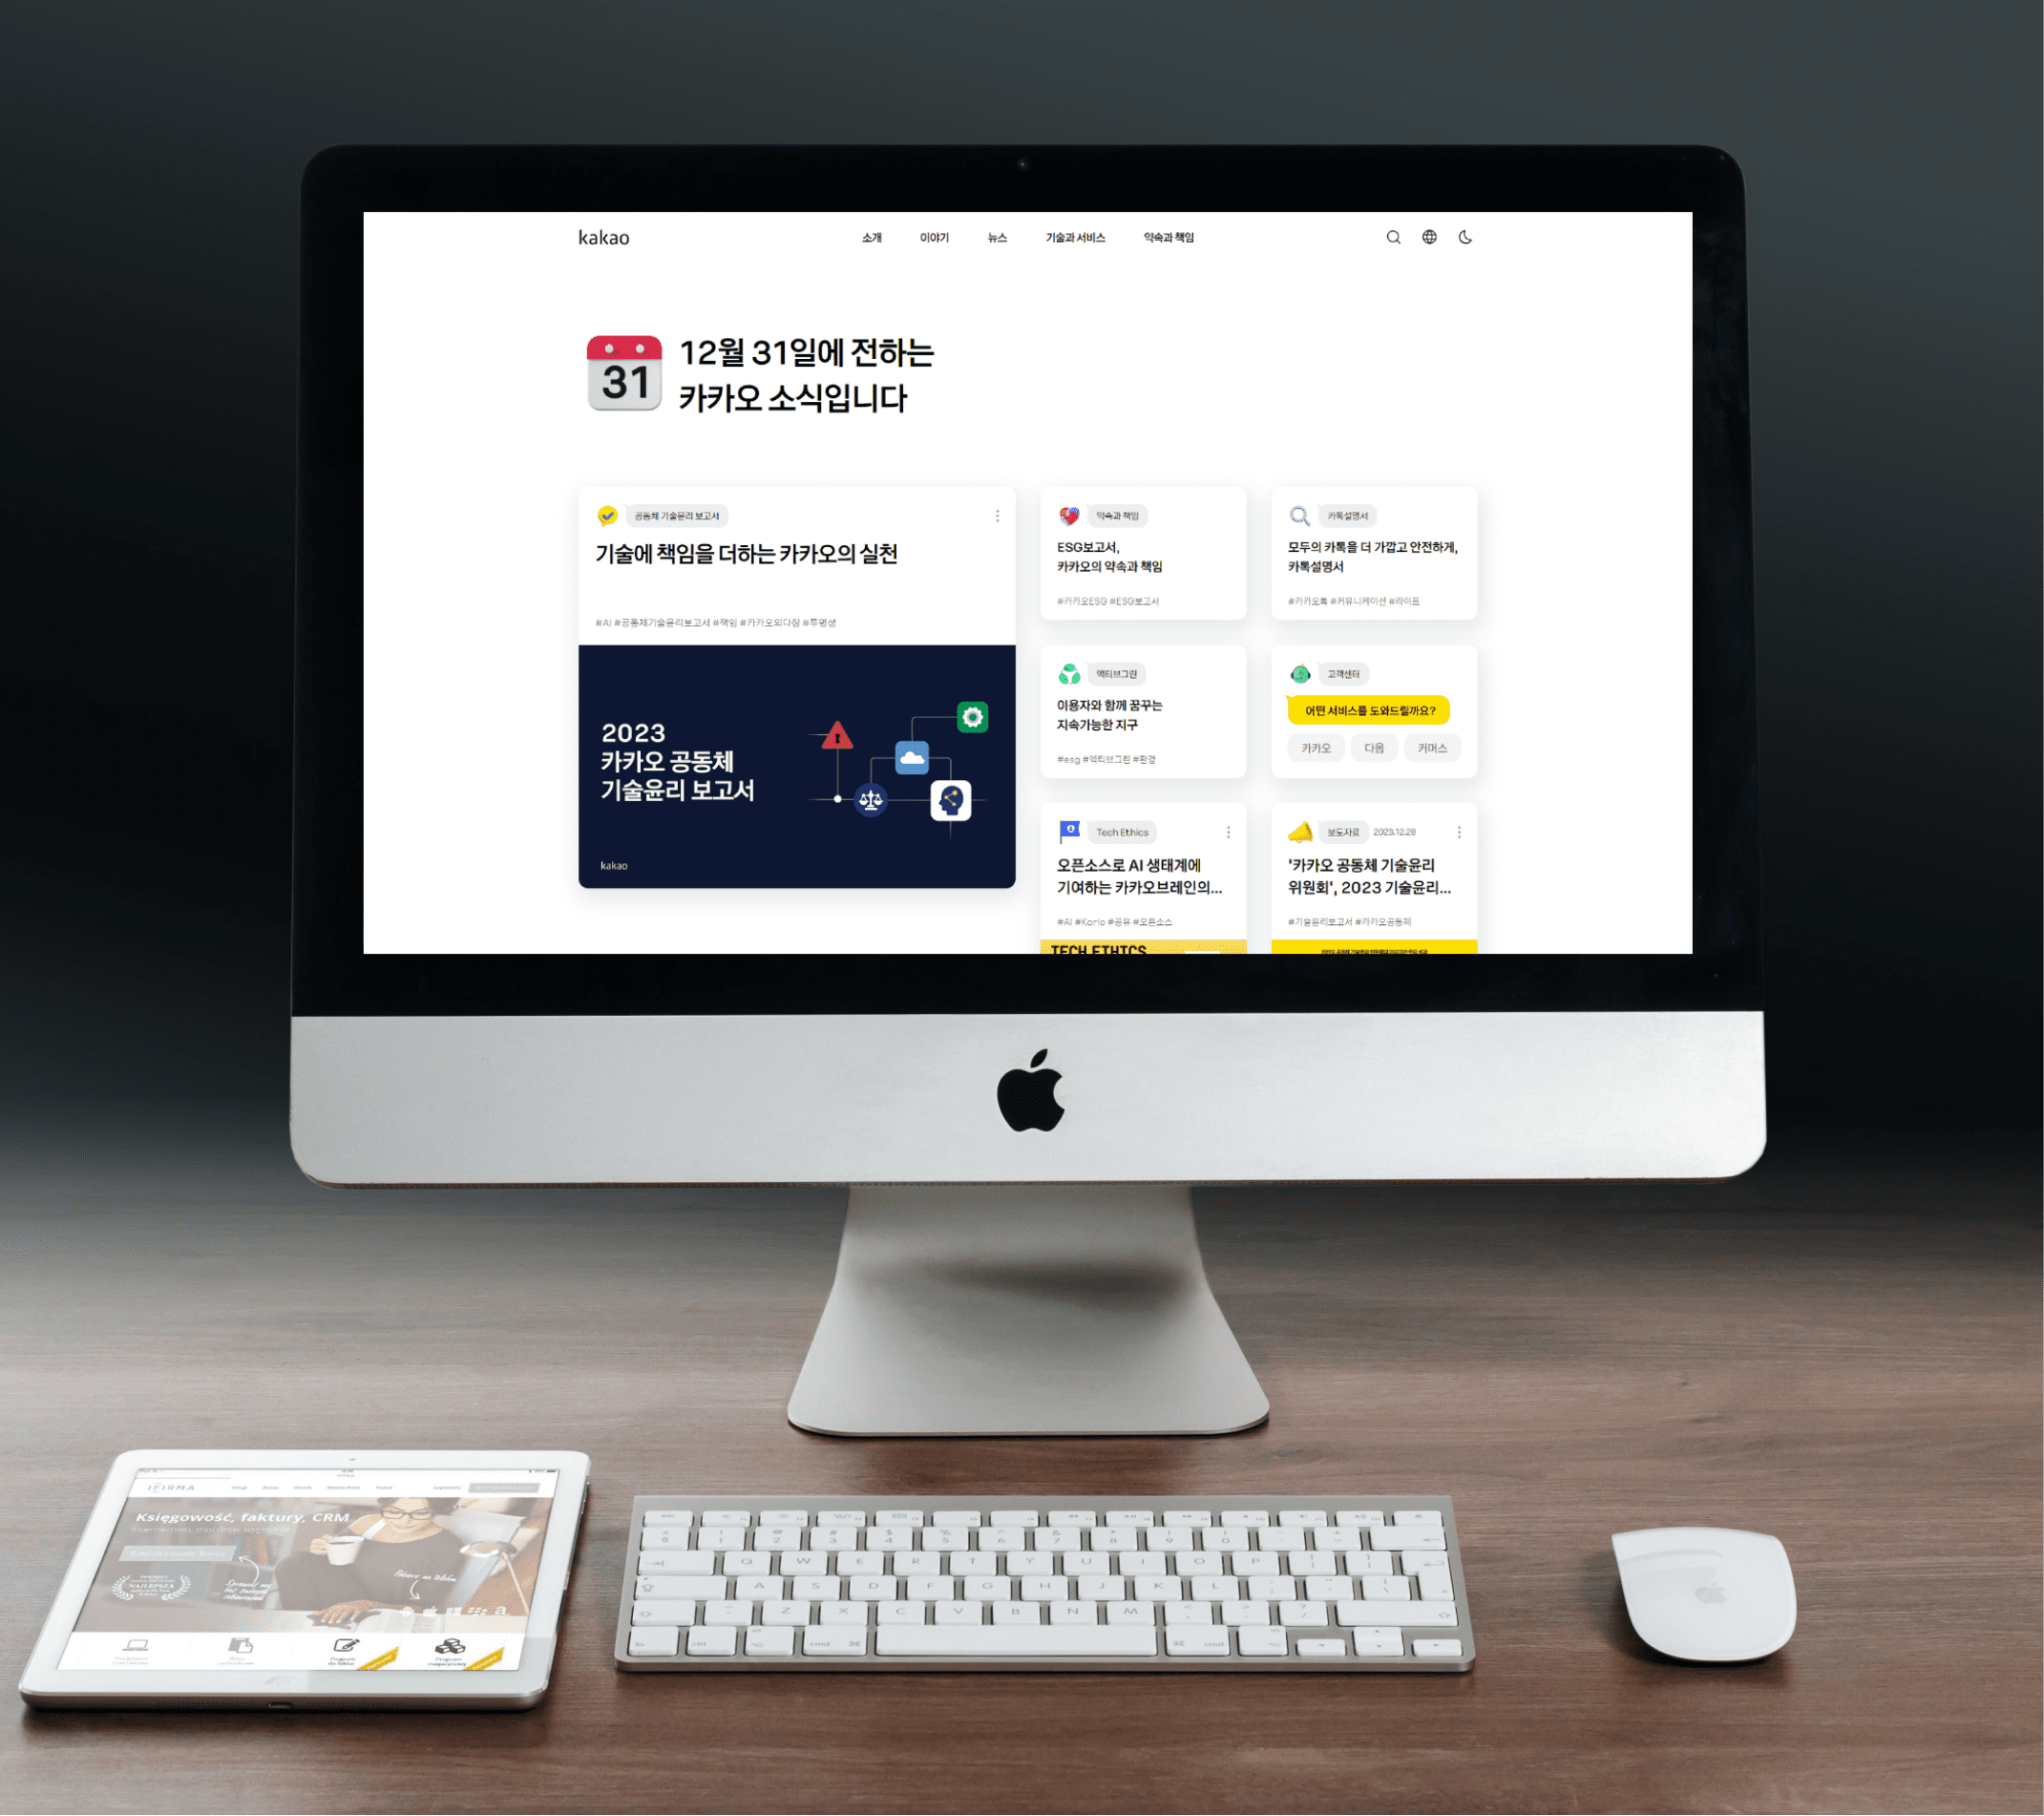 kakao
소개 이야기 뉴스 기술과 서비스 약속과 책임
31
12월 31일에 전하는
카카오 소식입니다
공동체 기술윤리 보고서
기술에 책임을 더하는 카카오의 실천
#AI #공동체기술윤리보고서 #책임 #카카오의다짐 #투명성
2023
카카오 공동체
기술윤리 보고서
kakao
약속과 책임
ESG보고서,
카카오의 약속과 책임
#카카오ESG #ESG보고서
카톡설명서
모두의 카톡을 더 가깝고 안전하게,
카톡설명서
#카카오톡 #커뮤니케이션 #라이프
액티브그린
이용자와 함께 꿈꾸는
지속가능한 지구
#esg #액티브그린 #환경
고객센터
어떤 서비스를 도와드릴까요?
카카오 다음 커머스
Tech Ethics
오픈소스로 AI 생태계에
기여하는 카카오브레인의...
#AI #Karlo #공유 #오픈소스
TECH ETHICS
보도자료 2023.12.28
'카카오 공동체 기술윤리
위원회', 2023 기술윤리...
#기술윤리보고서 #카카오공동체
IFIRMA
Księgowość, faktury, CRM
NAJLEPSZA
Program
do faktur
Program
magazynowy
Q W E R T Y U I O P
A S D F G H J K L
Z X C V B N M
fn ctrl cmd cmd